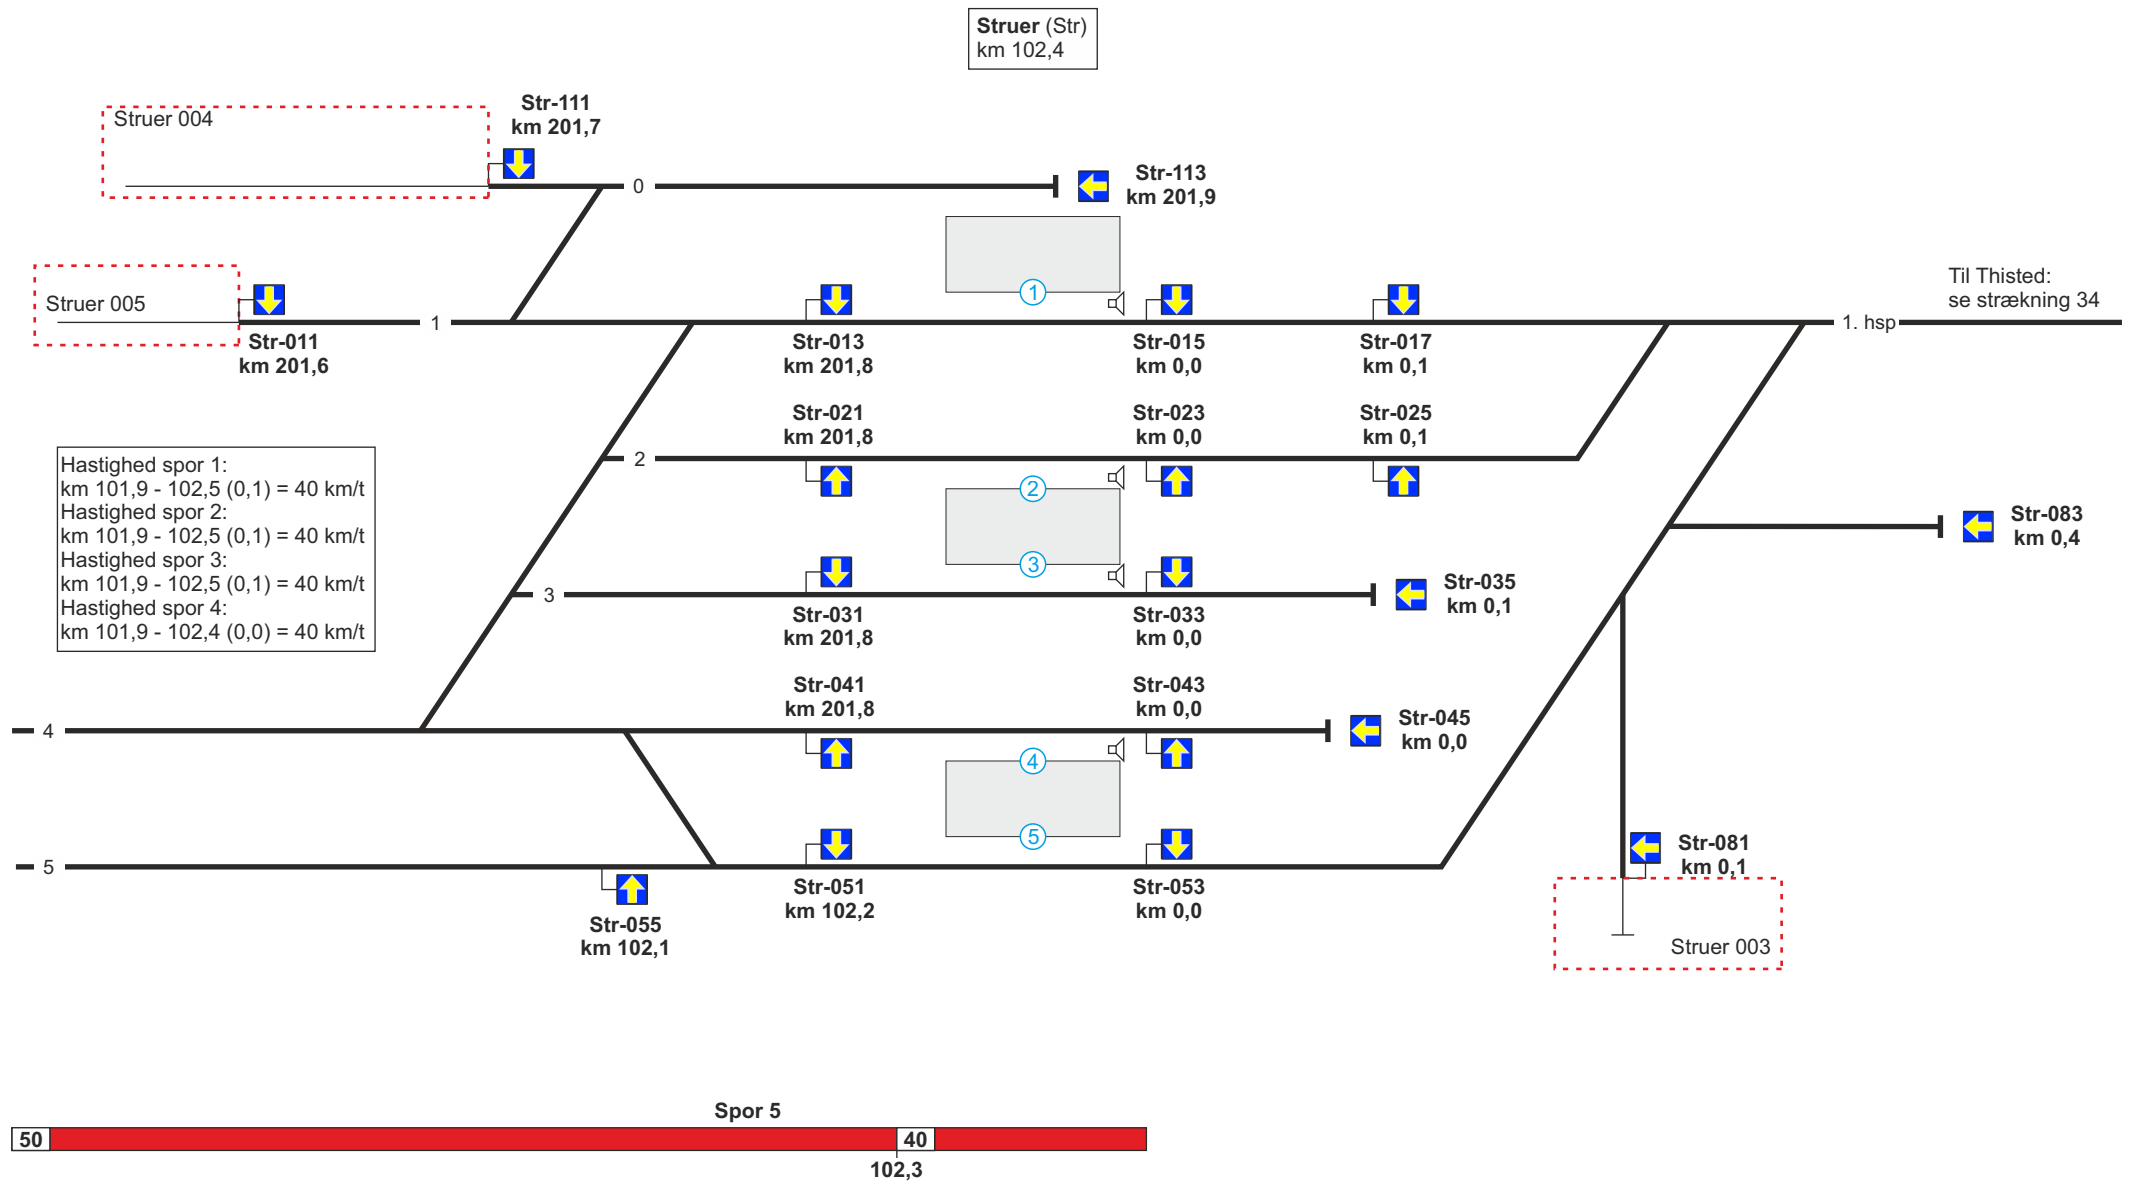 Struer (Str)
km 102,4
Struer 004
Str-111
km 201,7
0
Str-113
km 201,9
Struer 005
Str-011
km 201,6
1
1
Str-013
km 201,8
Str-015
km 0,0
Str-017
km 0,1
1. hsp
Til Thisted:
se strækning 34
Str-021
km 201,8
Str-023
km 0,0
Str-025
km 0,1
2
2
Hastighed spor 1:
km 101,9 - 102,5 (0,1) = 40 km/t
Hastighed spor 2:
km 101,9 - 102,5 (0,1) = 40 km/t
Hastighed spor 3:
km 101,9 - 102,5 (0,1) = 40 km/t
Hastighed spor 4:
km 101,9 - 102,4 (0,0) = 40 km/t
Str-083
km 0,4
3
3
Str-031
km 201,8
Str-033
km 0,0
Str-035
km 0,1
Str-041
km 201,8
Str-043
km 0,0
Str-045
km 0,0
4
4
5
5
Str-051
km 102,2
Str-053
km 0,0
Str-055
km 102,1
Str-081
km 0,1
Struer 003
Spor 5
50
40
102,3